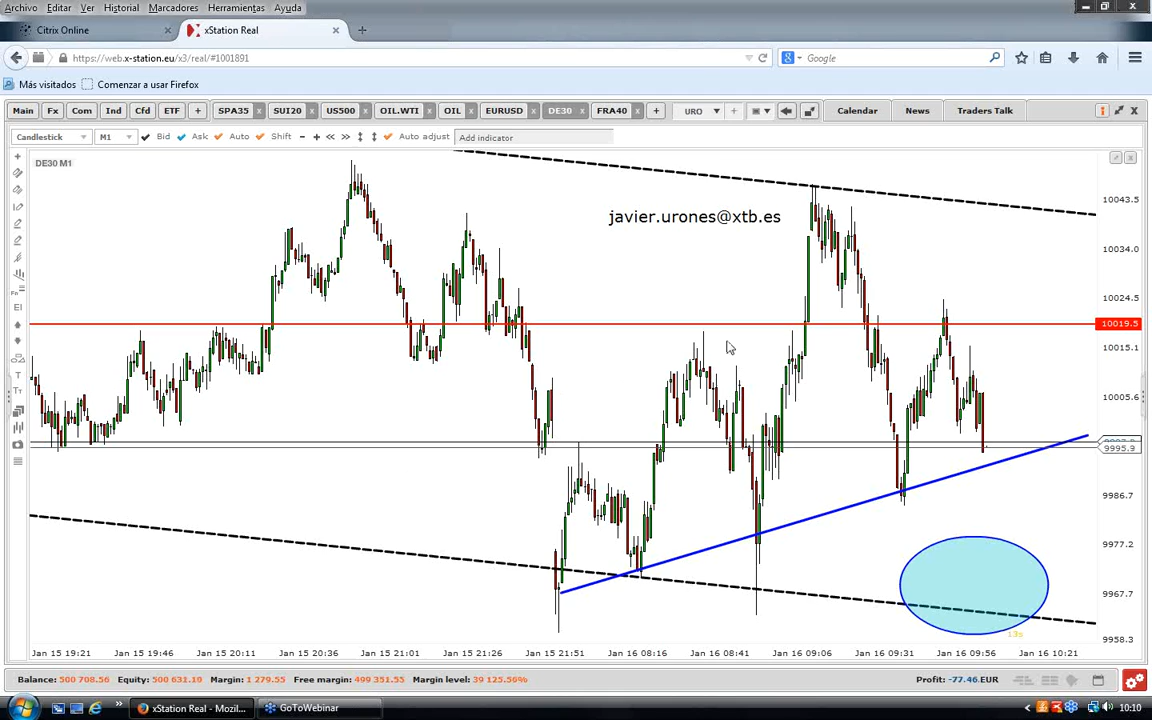 Archivo Editar Ver Historial Marcadores Herramientas Ayuda
Citrix Online xStation Real
https://web.x-station.eu/x3/real/#1001891 Google
Más visitados Comenzar a usar Firefox
Main Fx Com Ind Cfd ETF + SPA35 SUI20 US500 OIL.WTI OIL EURUSD DE30 FRA40 + URO Calendar News Traders Talk
Candlestick M1 Bid Ask Auto Shift Auto adjust Add indicator
DE30 M1
javier.urones@xtb.es
10043.5
10034.0
10024.5
10019.5
10015.1
10005.6
9995.9
9986.7
9977.2
9967.7
9958.3
13s
Jan 15 19:21 Jan 15 19:46 Jan 15 20:11 Jan 15 20:36 Jan 15 21:01 Jan 15 21:26 Jan 15 21:51 Jan 16 08:16 Jan 16 08:41 Jan 16 09:06 Jan 16 09:31 Jan 16 09:56 Jan 16 10:21
Balance: 500 708.56 Equity: 500 631.10 Margin: 1 279.55 Free margin: 499 351.55 Margin level: 39 125.56% Profit: -77.46 EUR
xStation Real - Mozil... GoToWebinar 10:10